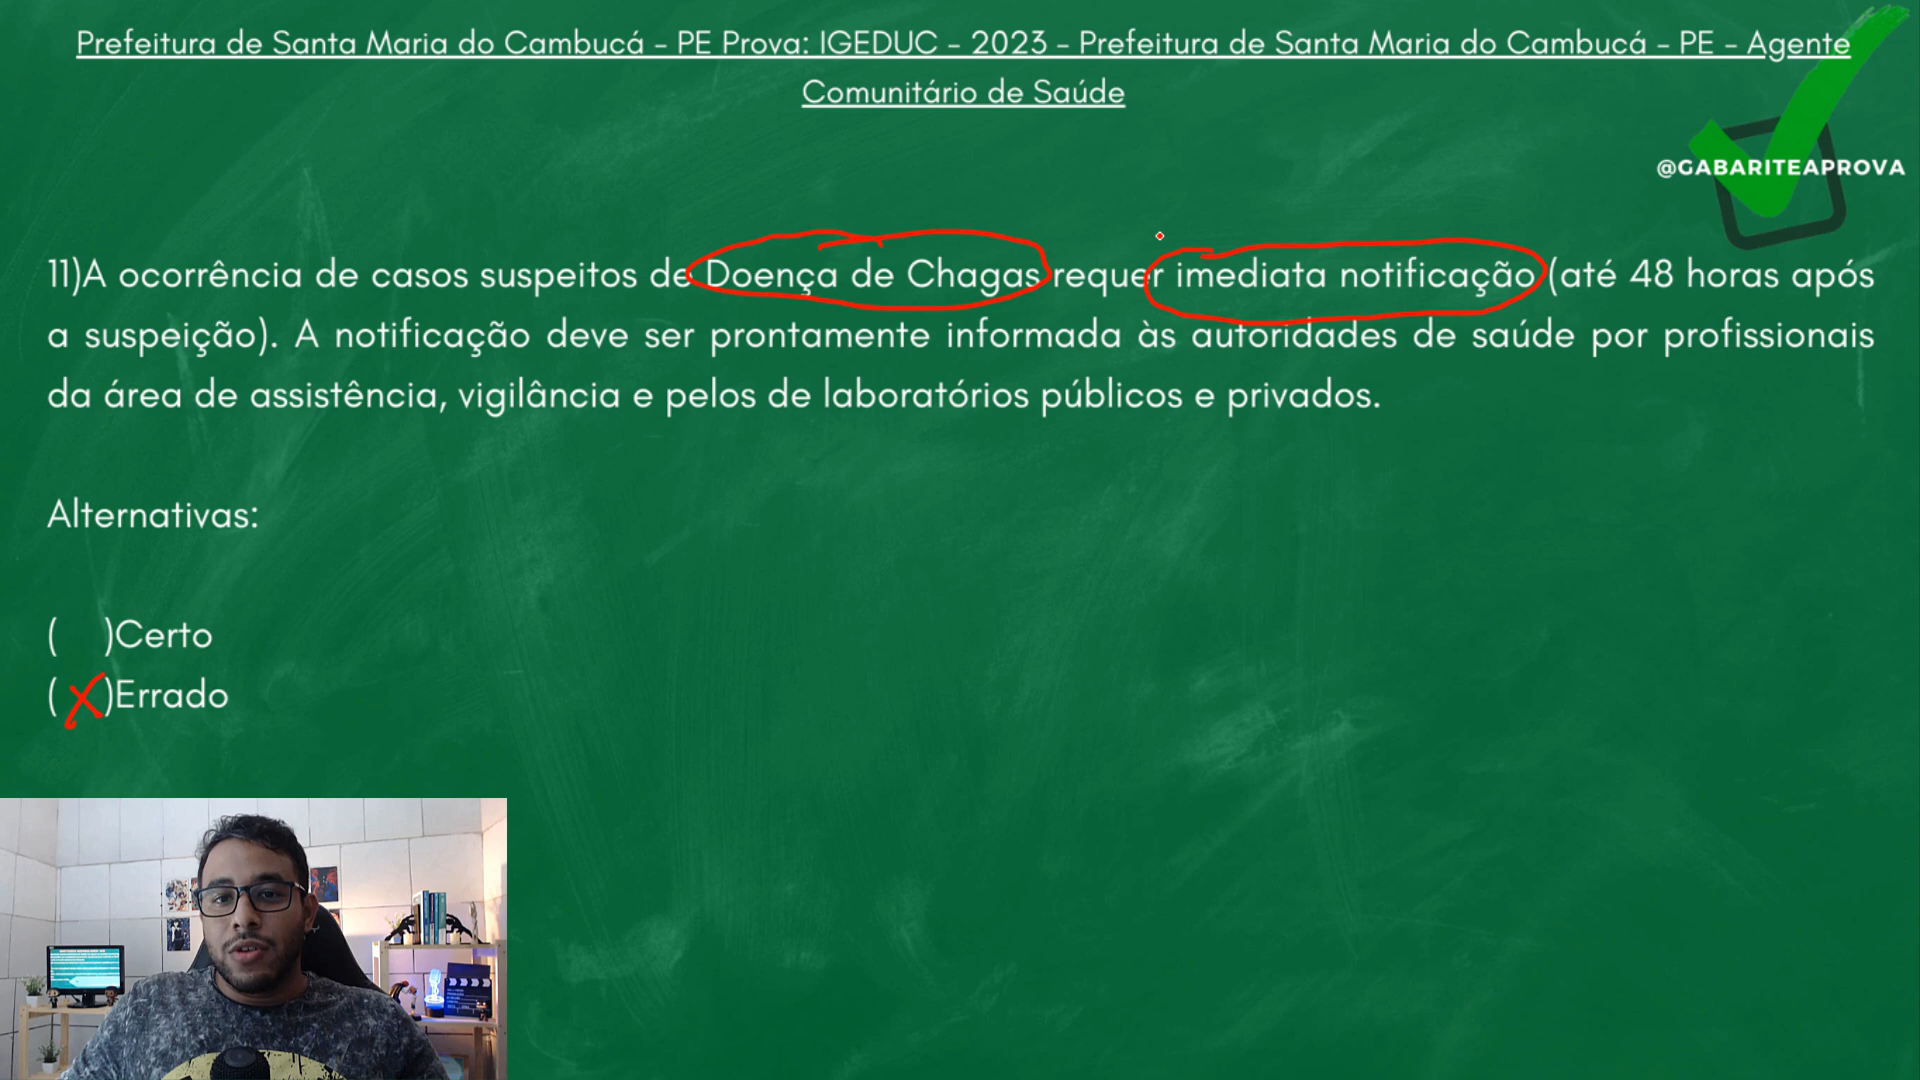 Prefeitura de Santa Maria do Cambucá - PE Prova: IGEDUC - 2023 - Prefeitura de Santa Maria do Cambucá - PE - Agente
Comunitário de Saúde
@GABARITEAPROVA
11)A ocorrência de casos suspeitos de Doença de Chagas requer imediata notificação (até 48 horas após
a suspeição). A notificação deve ser prontamente informada às autoridades de saúde por profissionais
da área de assistência, vigilância e pelos de laboratórios públicos e privados.
Alternativas:
( )Certo
(X)Errado